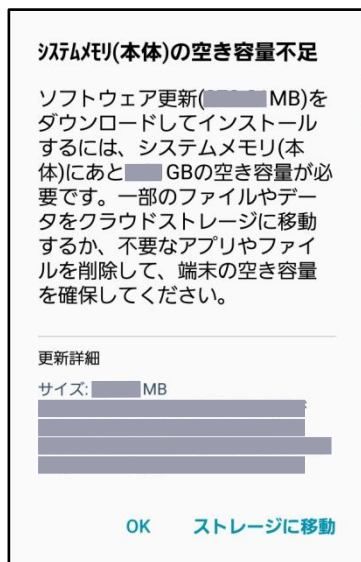 ｼｽﾃﾑﾒﾓﾘ(本体)の空き容量不足
ソフトウェア更新( MB)を
ダウンロードしてインストール
するには、システムメモリ(本
体)にあと GBの空き容量が必
要です。一部のファイルやデー
タをクラウドストレージに移動
するか、不要なアプリやファイ
ルを削除して、端末の空き容量
を確保してください。
更新詳細
サイズ: MB
OK ストレージに移動